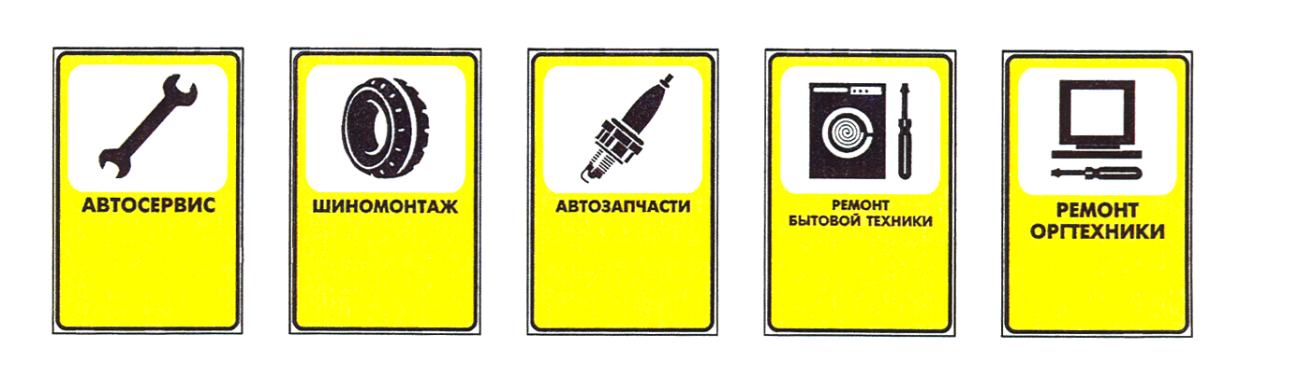 АВТОСЕРВИС
ШИНОМОНТАЖ
АВТОЗАПЧАСТИ
РЕМОНТ
БЫТОВОЙ ТЕХНИКИ
РЕМОНТ
ОРГТЕХНИКИ